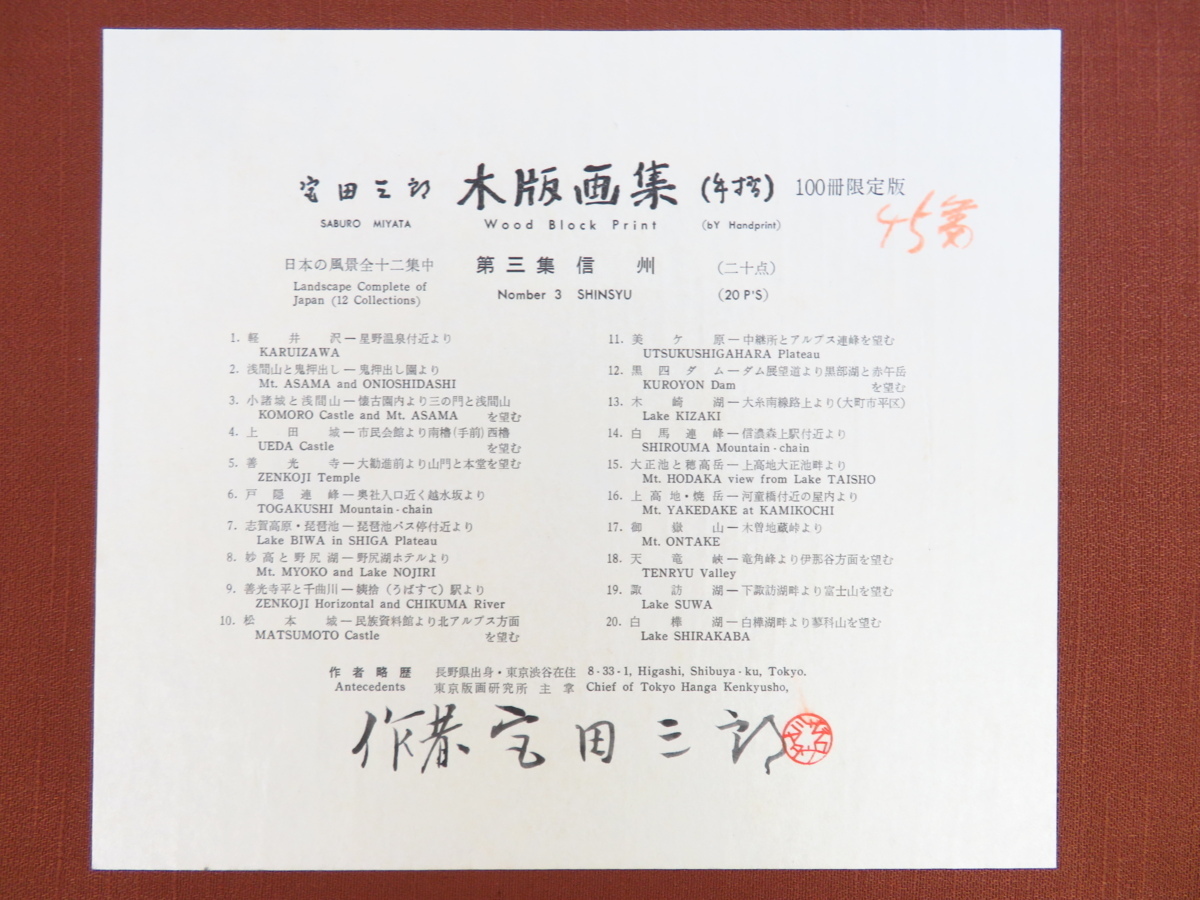 宮田三郎 木版画集 (手摺) 100冊限定版
SABURO MIYATA Wood Block Print (bY Handprint)
45番
日本の風景全十二集中 第三集 信州 (二十点)
Landscape Complete of
Japan (12 Collections) Nomber 3 SHINSYU (20 P'S)
1. 軽井沢―星野温泉付近より
KARUIZAWA
2. 浅間山と鬼押出し―鬼押出し園より
Mt. ASAMA and ONIOSHIDASHI
3. 小諸城と浅間山―懐古園内より三の門と浅間山
KOMORO Castle and Mt. ASAMA を望む
4. 上田城―市民会館より南櫓(手前)西櫓
UEDA Castle を望む
5. 善光寺―大勧進前より山門と本堂を望む
ZENKOJI Temple
6. 戸隠連峰―奥社入口近く越水坂より
TOGAKUSHI Mountain-chain
7. 志賀高原・琵琶池―琵琶池バス停付近より
Lake BIWA in SHIGA Plateau
8. 妙高と野尻湖―野尻湖ホテルより
Mt. MYOKO and Lake NOJIRI
9. 善光寺平と千曲川―姨捨(うばすて)駅より
ZENKOJI Horizontal and CHIKUMA River
10. 松本城―民族資料館より北アルプス方面
MATSUMOTO Castle を望む
11. 美ケ原―中継所とアルプス連峰を望む
UTSUKUSHIGAHARA Plateau
12. 黒四ダム―ダム展望道より黒部湖と赤牛岳
KUROYON Dam を望む
13. 木崎湖―大糸南線路上より(大町市平区)
Lake KIZAKI
14. 白馬連峰―信濃森上駅付近より
SHIROUMA Mountain-chain
15. 大正池と穂高岳―上高地大正池畔より
Mt. HODAKA view from Lake TAISHO
16. 上高地・焼岳―河童橋付近の屋内より
Mt. YAKEDAKE at KAMIKOCHI
17. 御嶽山―木曽地蔵峠より
Mt. ONTAKE
18. 天竜峡―竜角峰より伊那谷方面を望む
TENRYU Valley
19. 諏訪湖―下諏訪湖畔より富士山を望む
Lake SUWA
20. 白樺湖―白樺湖畔より蓼科山を望む
Lake SHIRAKABA
作者略歴 長野県出身・東京渋谷在住 8-33-1, Higashi, Shibuya-ku, Tokyo.
Antecedents 東京版画研究所 主宰 Chief of Tokyo Hanga Kenkyusho,
作者 宮田三郎